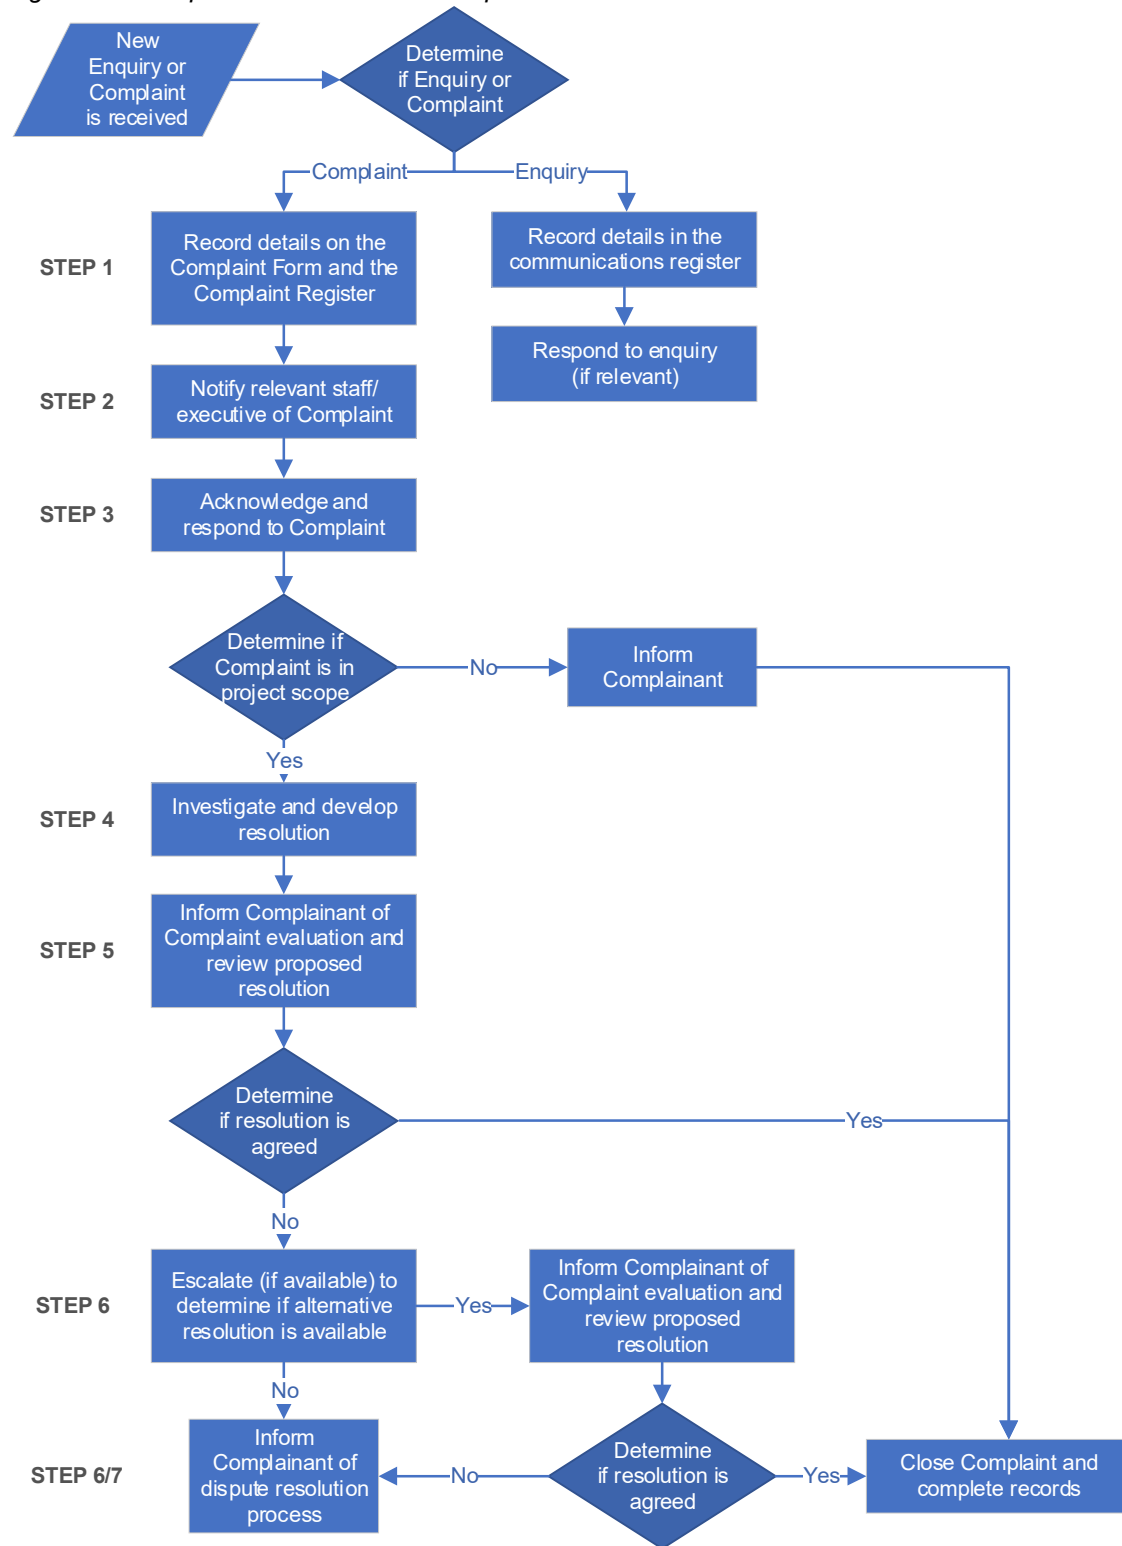 New
Enquiry or
Complaint
is received
Determine
if Enquiry or
Complaint
Complaint
Enquiry
STEP 1
Record details on the
Complaint Form and the
Complaint Register
Record details in the
communications register
Respond to enquiry
(if relevant)
STEP 2
Notify relevant staff/
executive of Complaint
STEP 3
Acknowledge and
respond to Complaint
Determine if
Complaint is in
project scope
No
Inform
Complainant
Yes
STEP 4
Investigate and develop
resolution
STEP 5
Inform Complainant of
Complaint evaluation and
review proposed
resolution
Determine
if resolution is
agreed
Yes
No
STEP 6
Escalate (if available) to
determine if alternative
resolution is available
Yes
Inform Complainant of
Complaint evaluation and
review proposed
resolution
No
STEP 6/7
Inform
Complainant of
dispute resolution
process
No
Determine
if resolution is
agreed
Yes
Close Complaint and
complete records